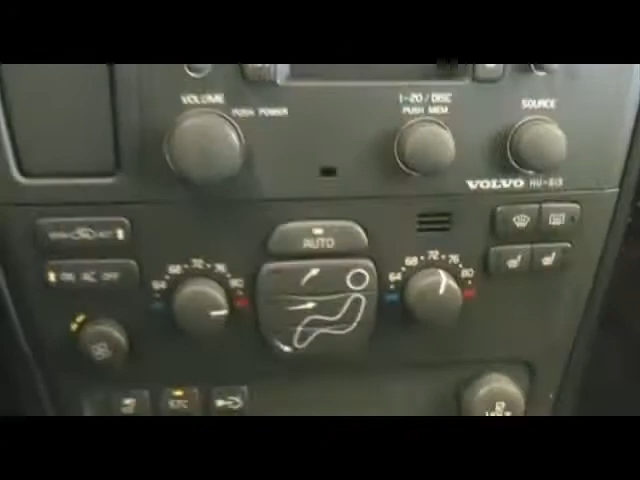 VOLUME
PUSH POWER
1-20/DISC
PUSH MEM
SOURCE
VOLVO HU-613
AUTO
64 68 72 76 80
64 68 72 76 80
ON AC OFF
STC